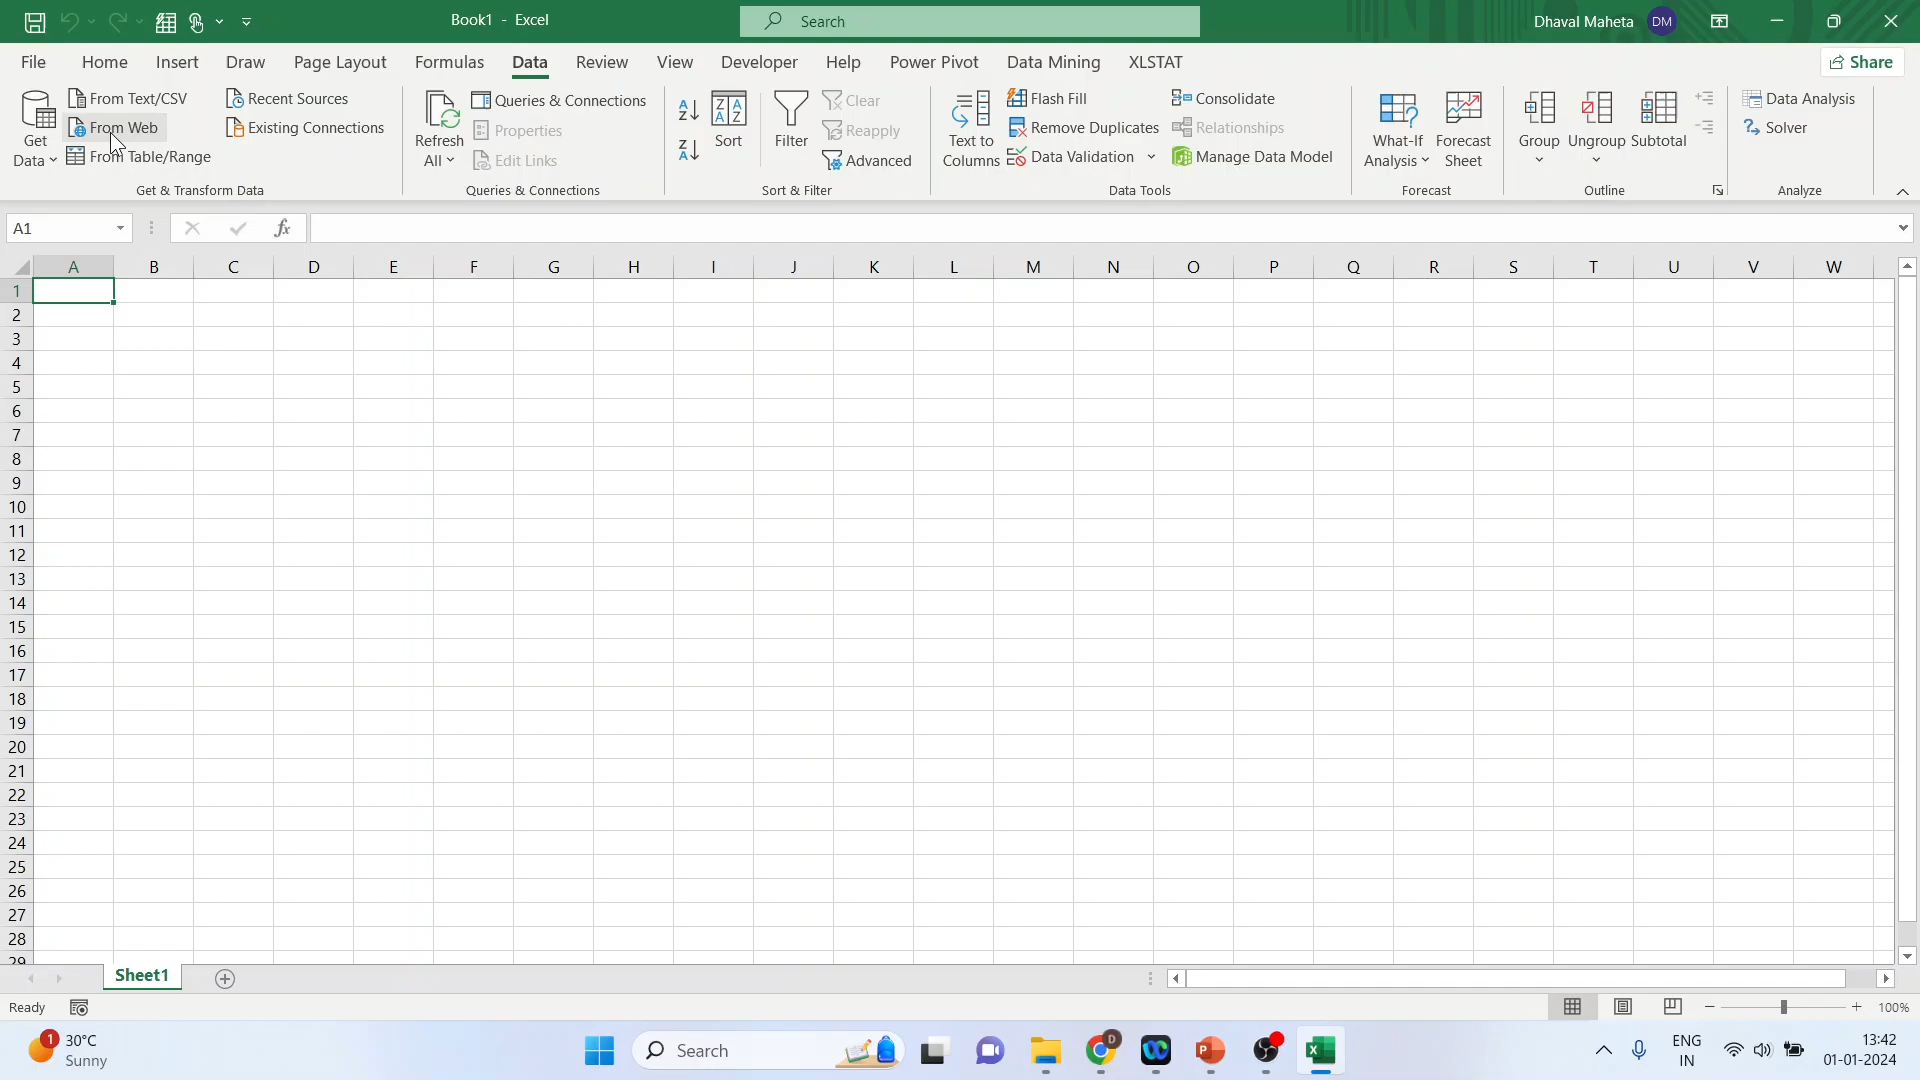 Book1 - Excel
Search
Dhaval Maheta DM
File Home Insert Draw Page Layout Formulas Data Review View Developer Help Power Pivot Data Mining XLSTAT
Share
Get Data
From Text/CSV
From Web
From Table/Range
Recent Sources
Existing Connections
Get & Transform Data
Refresh All
Queries & Connections
Properties
Edit Links
Queries & Connections
Sort
Filter
Clear
Reapply
Advanced
Sort & Filter
Text to Columns
Flash Fill
Remove Duplicates
Data Validation
Consolidate
Relationships
Manage Data Model
Data Tools
What-If Analysis
Forecast Sheet
Forecast
Group
Ungroup
Subtotal
Outline
Data Analysis
Solver
Analyze
A1
fx
A B C D E F G H I J K L M N O P Q R S T U V W
1
2
3
4
5
6
7
8
9
10
11
12
13
14
15
16
17
18
19
20
21
22
23
24
25
26
27
28
29
Sheet1
Ready
100%
1
30°C
Sunny
Search
D
ENG
IN
13:42
01-01-2024